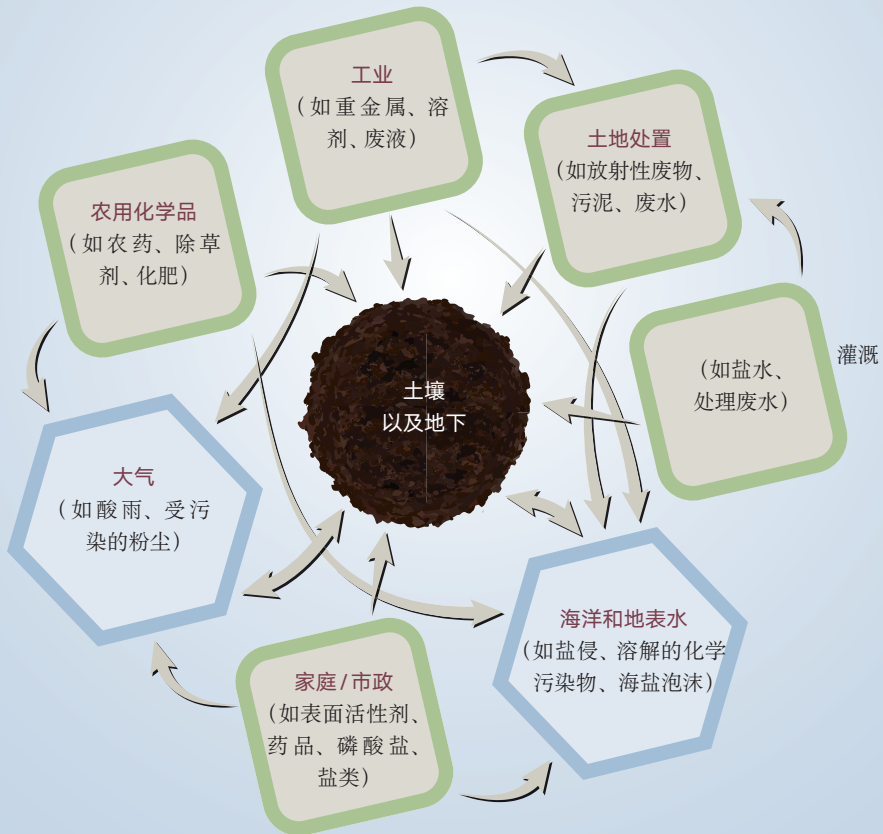 工业
（如重金属、溶
剂、废液）
土地处置
（如放射性废物、
污泥、废水）
农用化学品
（如农药、除草
剂、化肥）
灌溉
（如盐水、
处理废水）
土壤
以及地下
大气
（如酸雨、受污
染的粉尘）
海洋和地表水
（如盐侵、溶解的化学
污染物、海盐泡沫）
家庭/市政
（如表面活性剂、
药品、磷酸盐、
盐类）